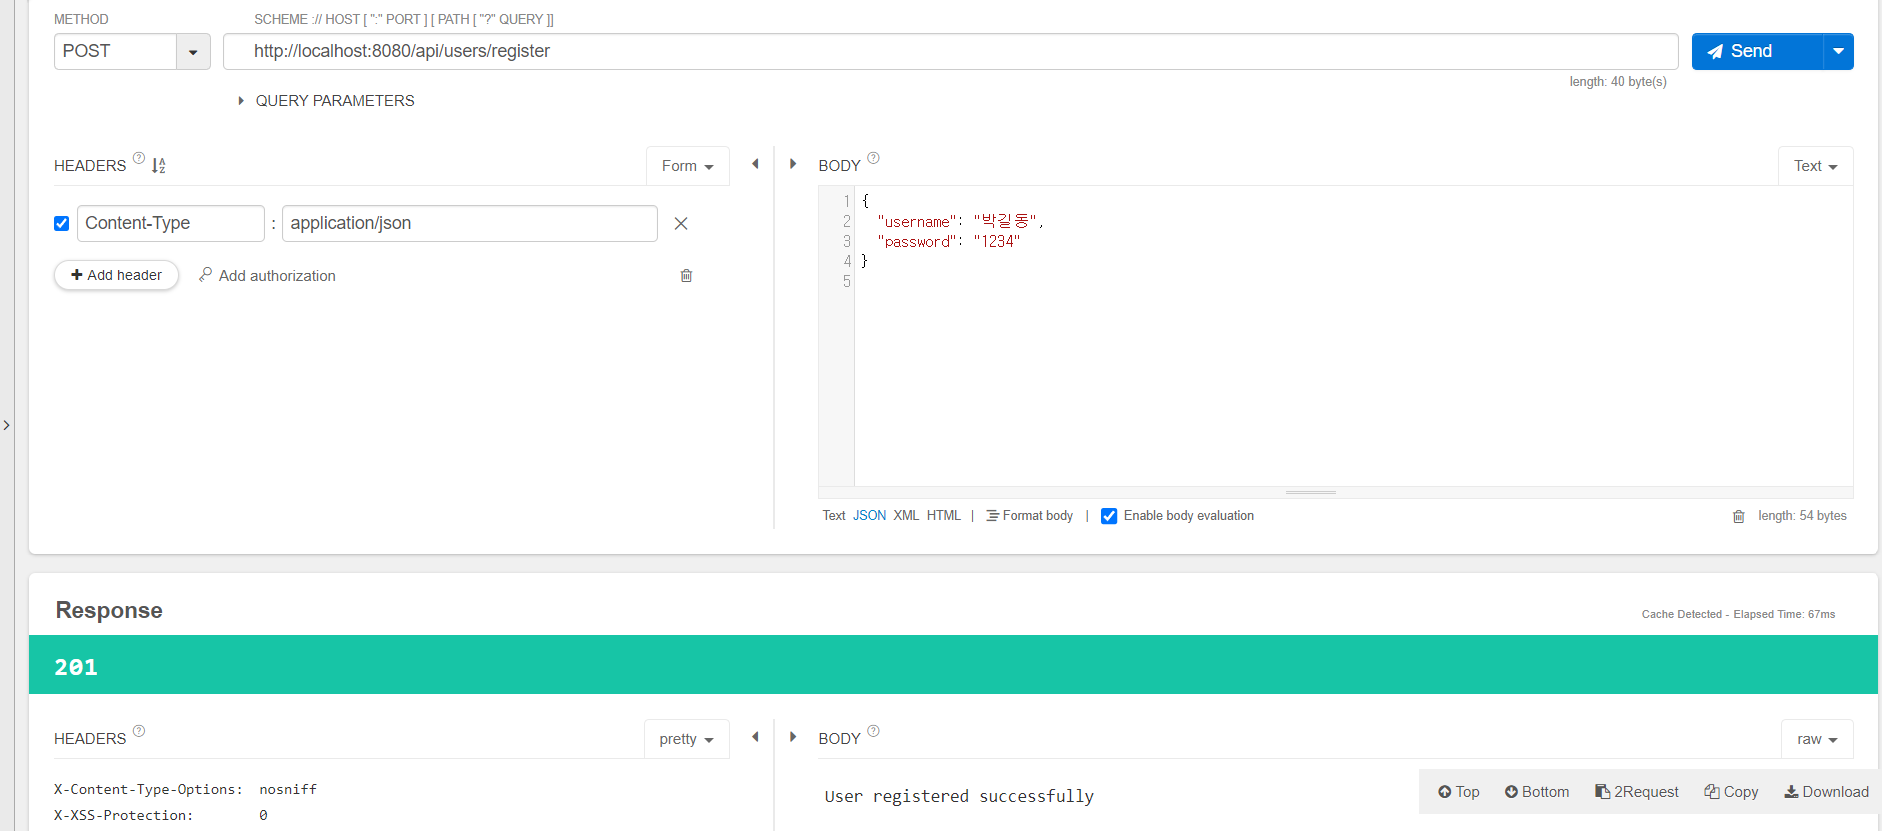 METHOD
SCHEME :// HOST [ ":" PORT ] [ PATH [ "?" QUERY ]]
POST
http://localhost:8080/api/users/register
Send
length: 40 byte(s)
QUERY PARAMETERS
HEADERS ? A Z
Form
Content-Type : application/json
+ Add header
Add authorization
BODY ?
Text
1 {
2 "username": "박길동",
3 "password": "1234"
4 }
5
Text JSON XML HTML | Format body | Enable body evaluation
length: 54 bytes
Response
Cache Detected - Elapsed Time: 67ms
201
HEADERS ?
pretty
X-Content-Type-Options: nosniff
X-XSS-Protection: 0
BODY ?
raw
User registered successfully
Top Bottom 2Request Copy Download